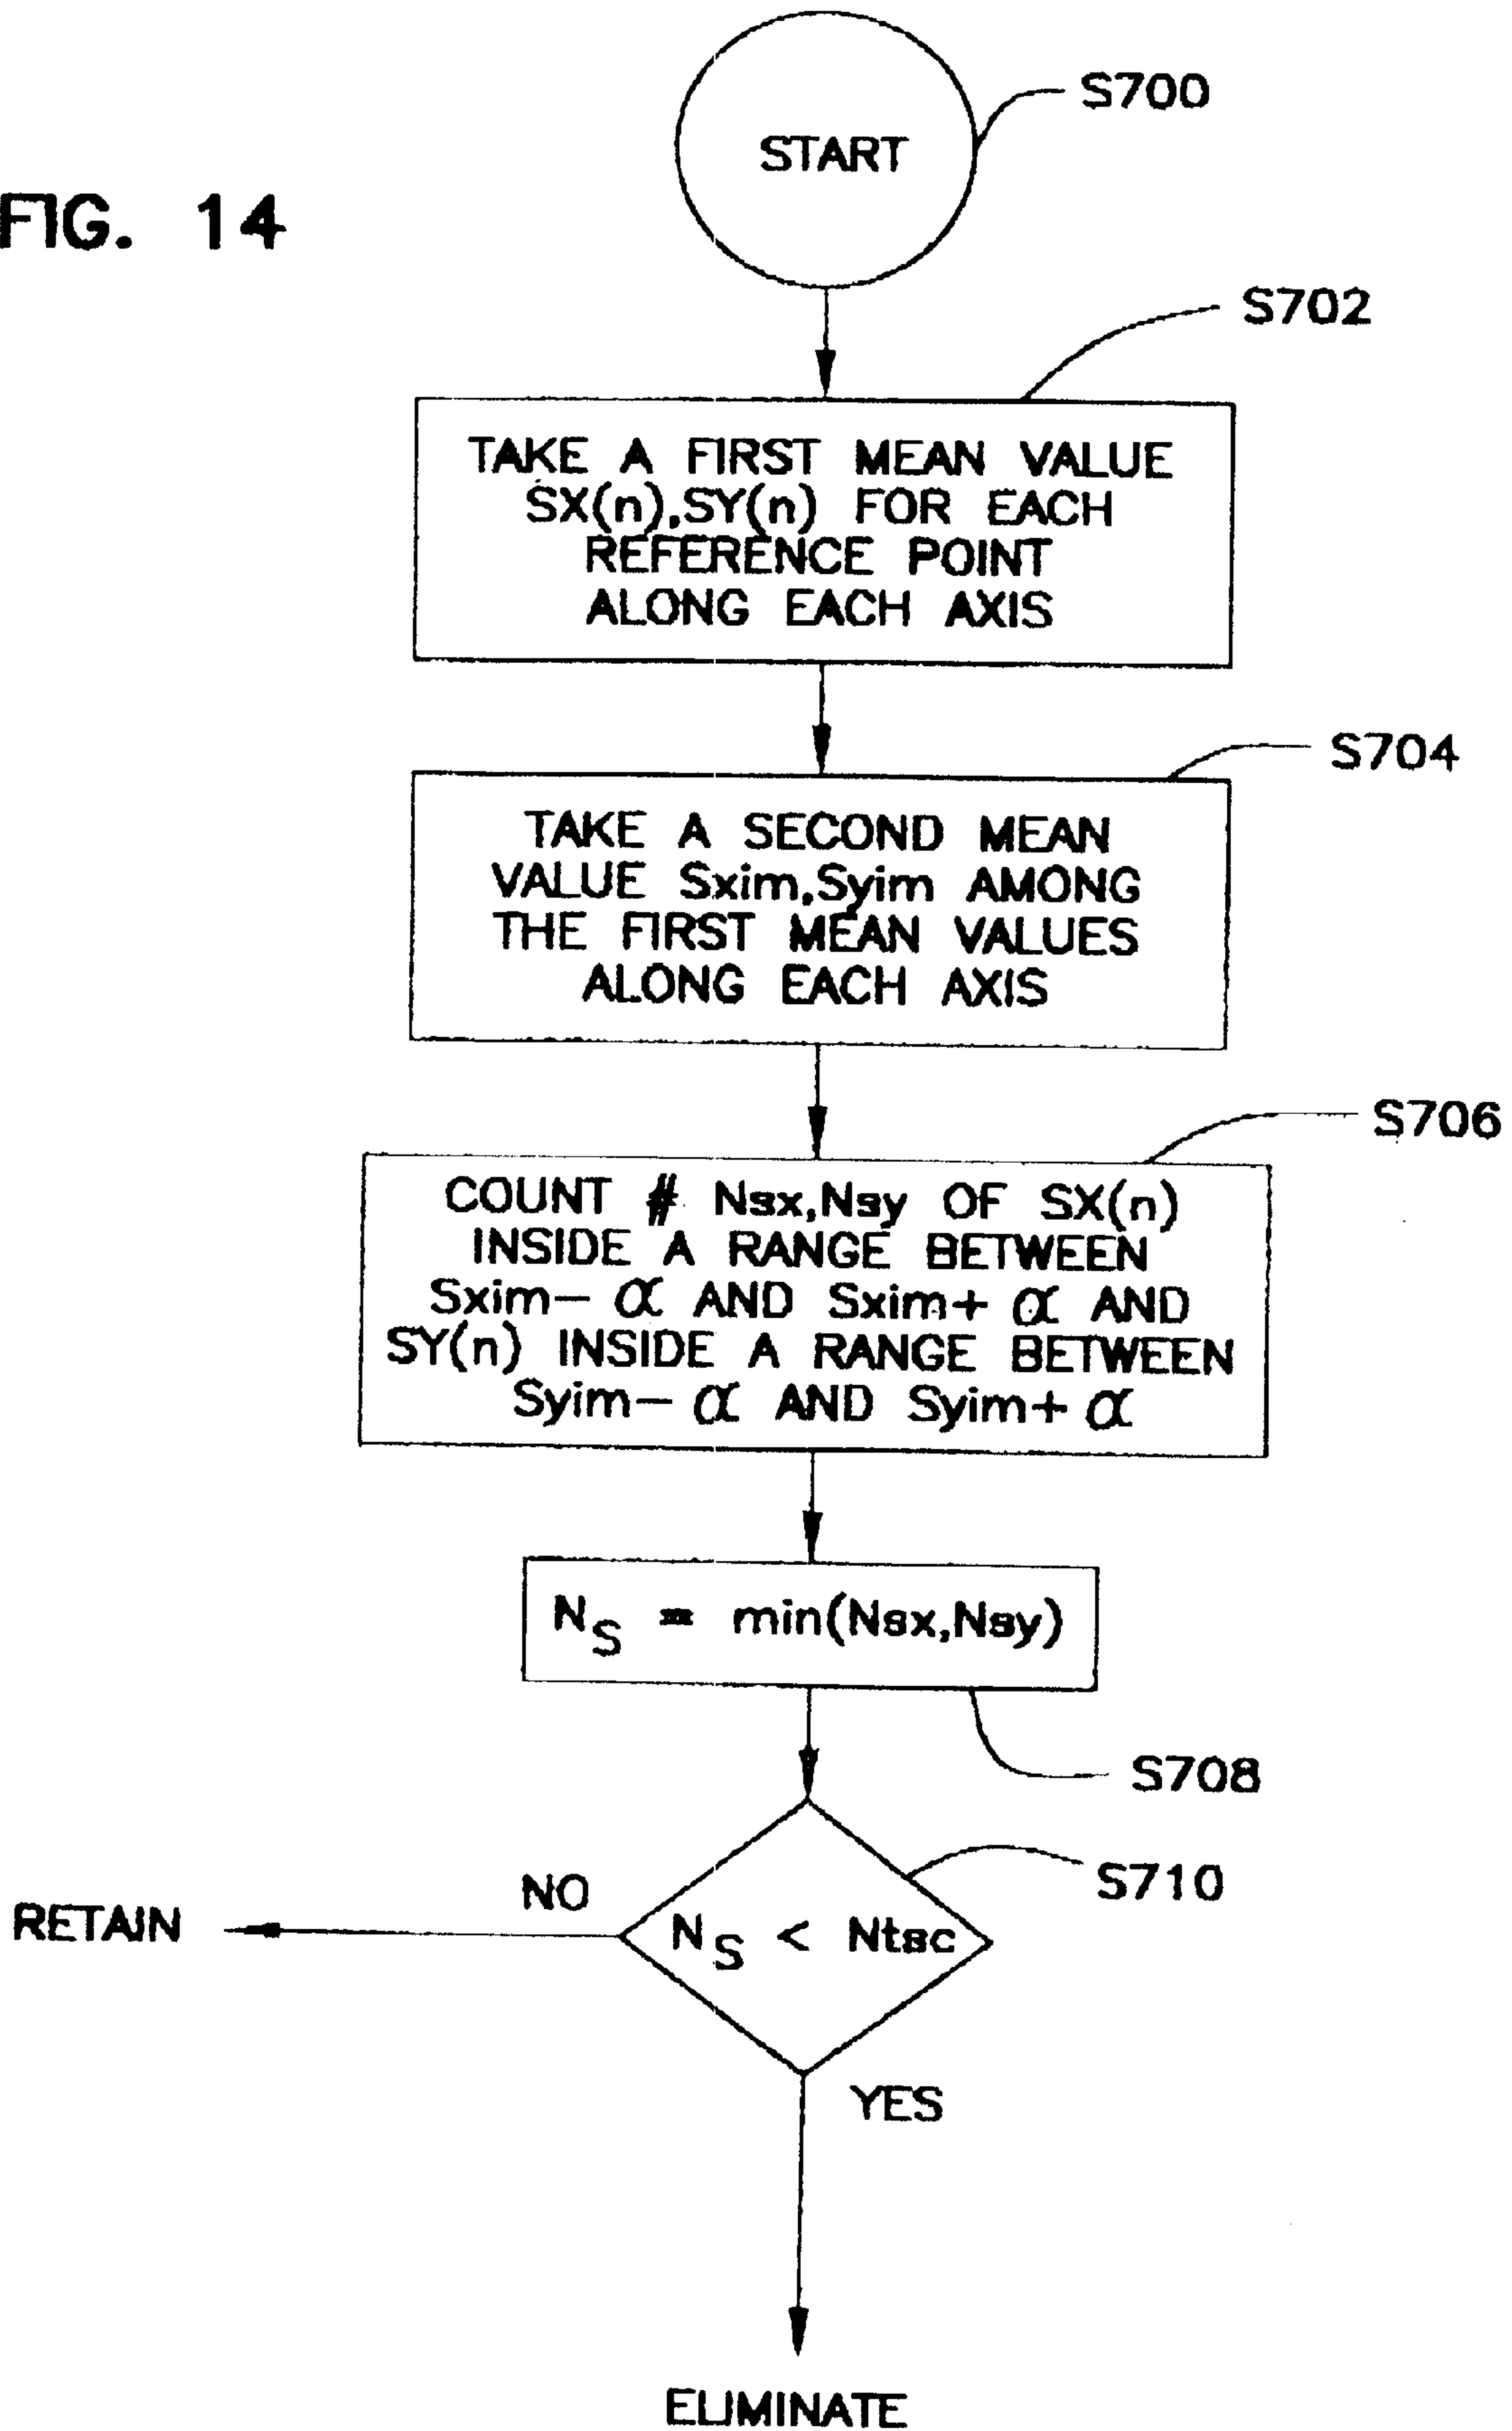 FIG. 14
START
S700
S702
TAKE A FIRST MEAN VALUE
SX(n),SY(n) FOR EACH
REFERENCE POINT
ALONG EACH AXIS
S704
TAKE A SECOND MEAN
VALUE Sxim,Syim AMONG
THE FIRST MEAN VALUES
ALONG EACH AXIS
S706
COUNT # Nsx,Nsy OF SX(n)
INSIDE A RANGE BETWEEN
Sxim- α AND Sxim+ α AND
SY(n) INSIDE A RANGE BETWEEN
Syim- α AND Syim+ α
NS = min(Nsx,Nsy)
S708
S710
NO
RETAIN
NS < Ntsc
YES
ELIMINATE